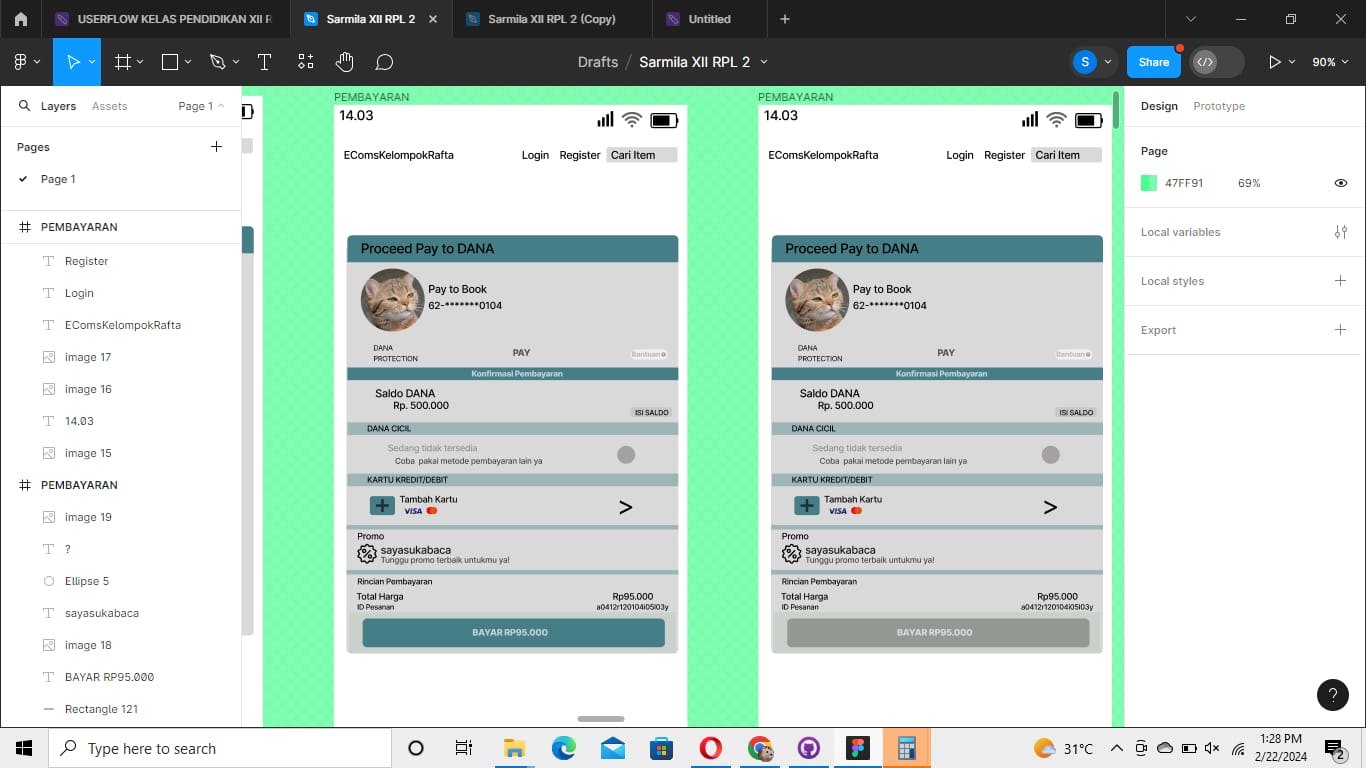 USERFLOW KELAS PENDIDIKAN XII R
Sarmila XII RPL 2
Sarmila XII RPL 2 (Copy)
Untitled
Drafts / Sarmila XII RPL 2
S
Share
90%
Layers
Assets
Page 1
Pages
Page 1
PEMBAYARAN
Register
Login
EComsKelompokRafta
image 17
image 16
14.03
image 15
PEMBAYARAN
image 19
?
Ellipse 5
sayasukabaca
image 18
BAYAR RP95.000
Rectangle 121
PEMBAYARAN
14.03
EComsKelompokRafta
Login
Register
Cari Item
Proceed Pay to DANA
Pay to Book
62-*******0104
DANA
PROTECTION
PAY
Bantuan
Konfirmasi Pembayaran
Saldo DANA
Rp. 500.000
ISI SALDO
DANA CICIL
Sedang tidak tersedia
Coba pakai metode pembayaran lain ya
KARTU KREDIT/DEBIT
Tambah Kartu
VISA
>
Promo
sayasukabaca
Tunggu promo terbaik untukmu ya!
Rincian Pembayaran
Total Harga Rp95.000
ID Pesanan a0412r120104i05l03y
BAYAR RP95.000
PEMBAYARAN
14.03
EComsKelompokRafta
Login
Register
Cari Item
Proceed Pay to DANA
Pay to Book
62-*******0104
DANA
PROTECTION
PAY
Bantuan
Konfirmasi Pembayaran
Saldo DANA
Rp. 500.000
ISI SALDO
DANA CICIL
Sedang tidak tersedia
Coba pakai metode pembayaran lain ya
KARTU KREDIT/DEBIT
Tambah Kartu
VISA
>
Promo
sayasukabaca
Tunggu promo terbaik untukmu ya!
Rincian Pembayaran
Total Harga Rp95.000
ID Pesanan a0412r120104i05l03y
BAYAR RP95.000
Design
Prototype
Page
47FF91 69%
Local variables
Local styles
Export
?
Type here to search
31°C
1:28 PM
2/22/2024
2